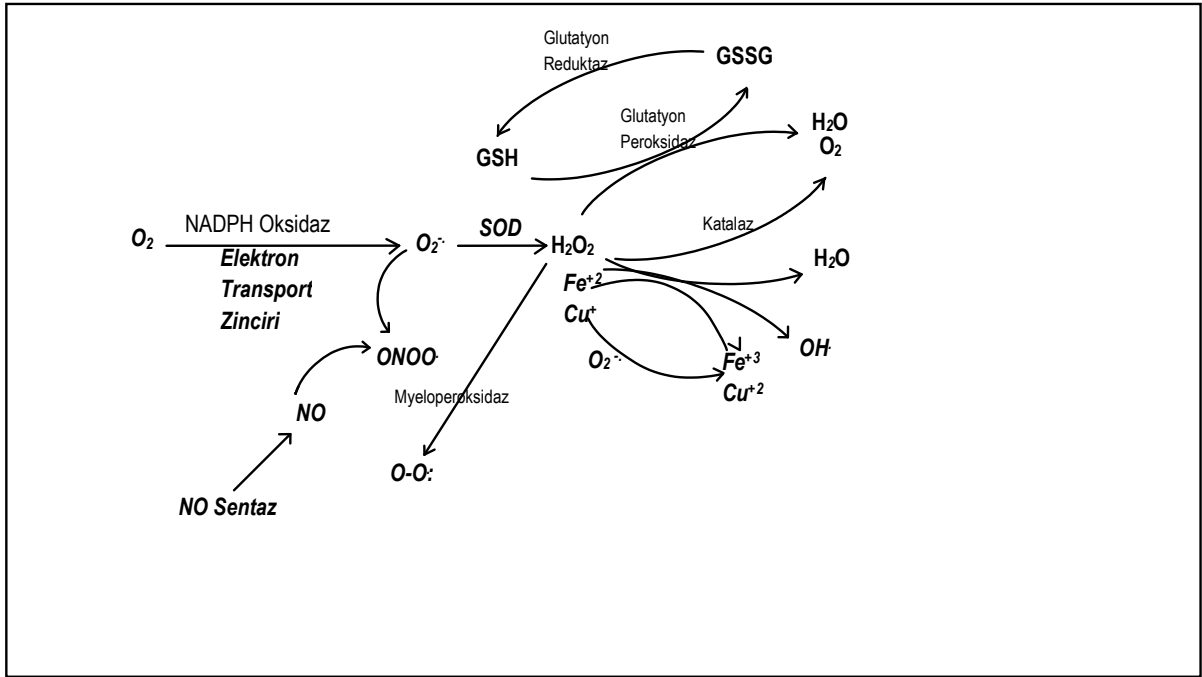 Glutatyon
Reduktaz
GSSG
Glutatyon
Peroksidaz
H2O
O2
GSH
Katalaz
O2
NADPH Oksidaz
Elektron
Transport
Zinciri
O2-·
SOD
H2O2
H2O
Fe+2
Cu+
O2-·
Fe+3
Cu+2
OH·
ONOO·
Myeloperoksidaz
NO
O-O:
NO Sentaz